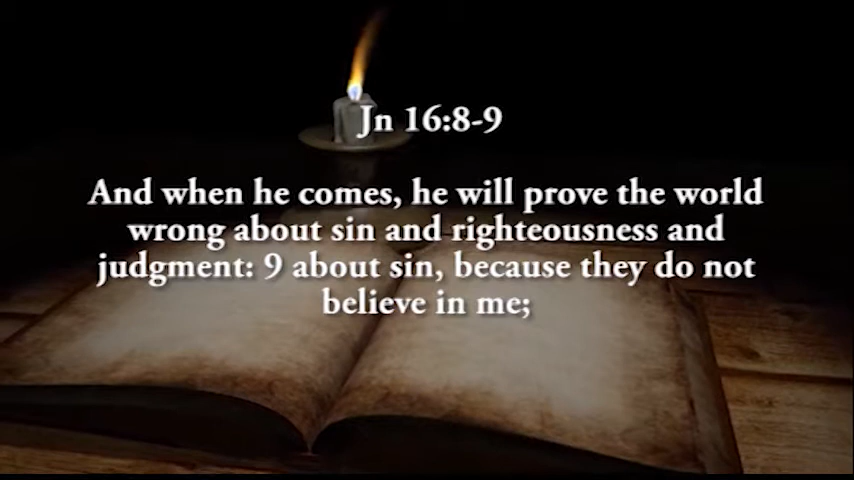 Jn 16:8-9
And when he comes, he will prove the world
wrong about sin and righteousness and
judgment: 9 about sin, because they do not
believe in me;